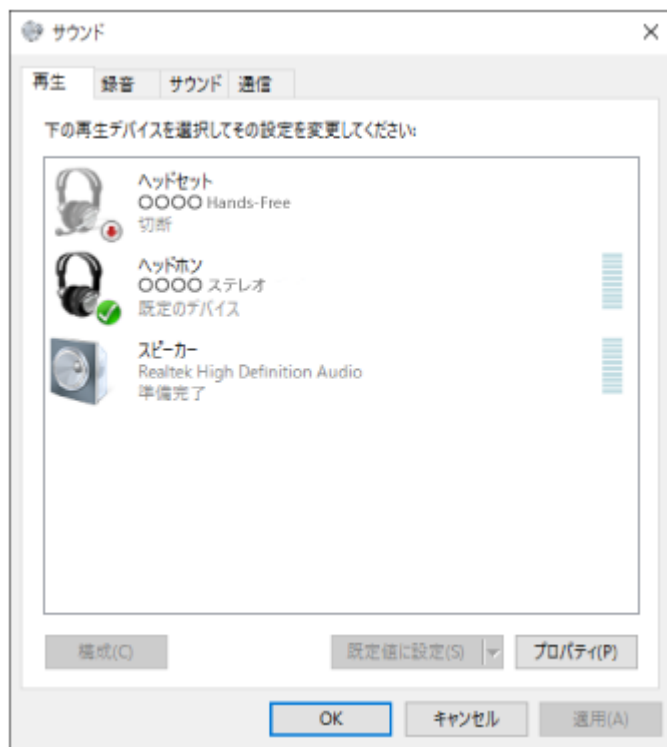 サウンド
再生 録音 サウンド 通信
下の再生デバイスを選択してその設定を変更してください:
ヘッドセット
〇〇〇〇 Hands-Free
切断
ヘッドホン
〇〇〇〇 ステレオ
既定のデバイス
スピーカー
Realtek High Definition Audio
準備完了
構成(C) 既定値に設定(S) プロパティ(P)
OK キャンセル 適用(A)